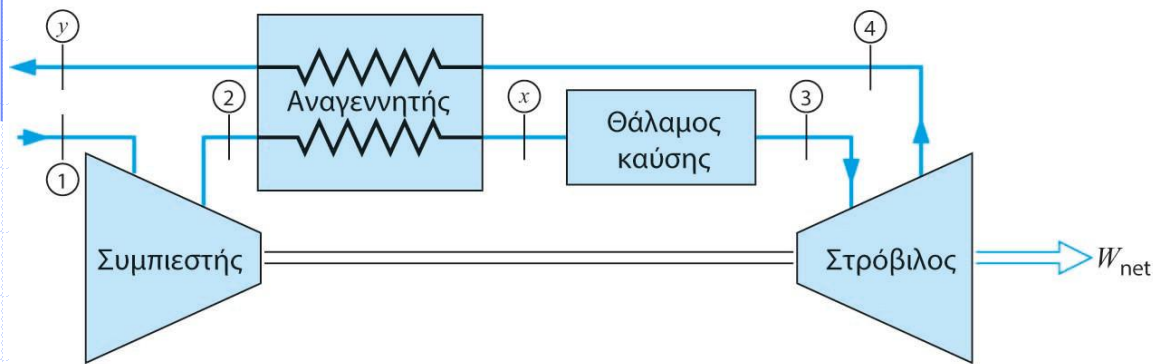 y
4
2
Αναγεννητής
x
3
Θάλαμος
καύσης
1
Συμπιεστής
Στρόβιλος
W net